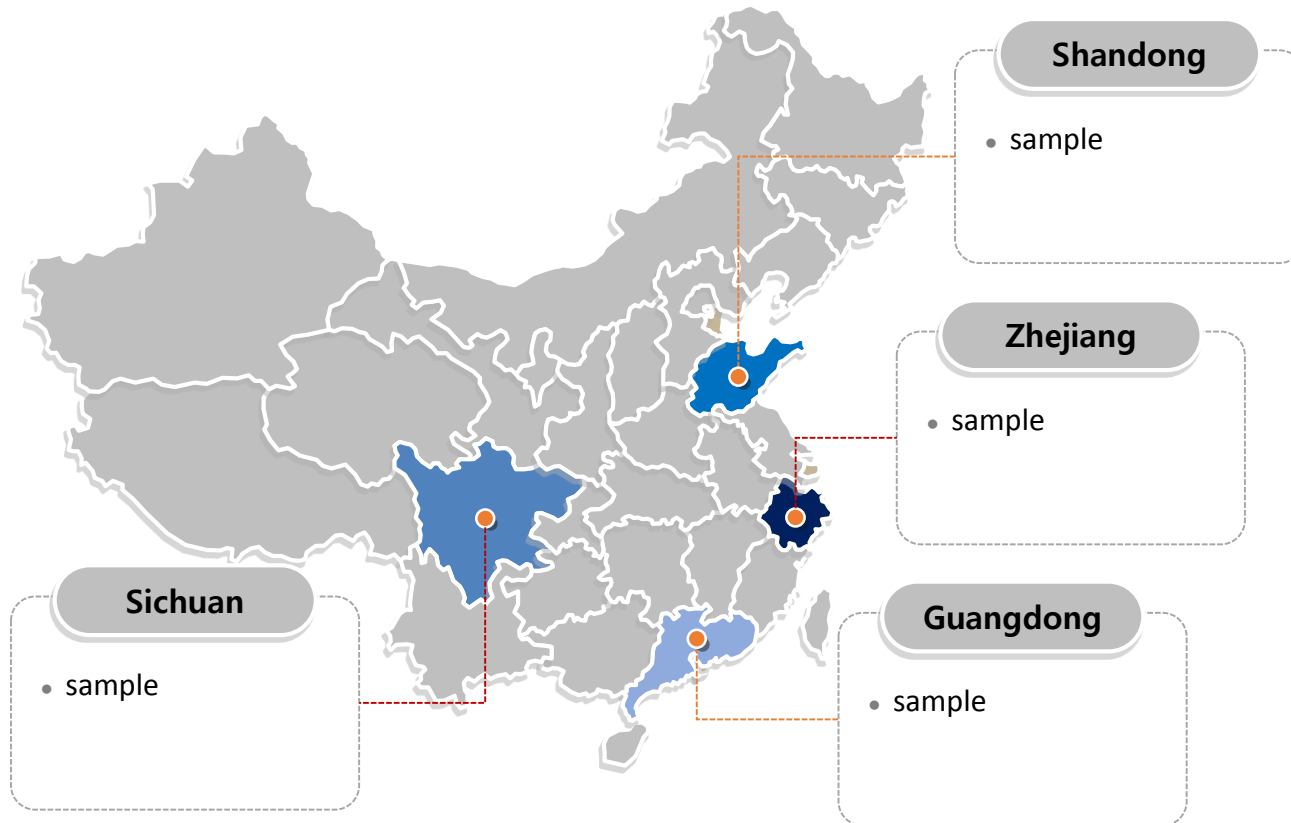 Shandong
• sample
Zhejiang
• sample
Sichuan
• sample
Guangdong
• sample